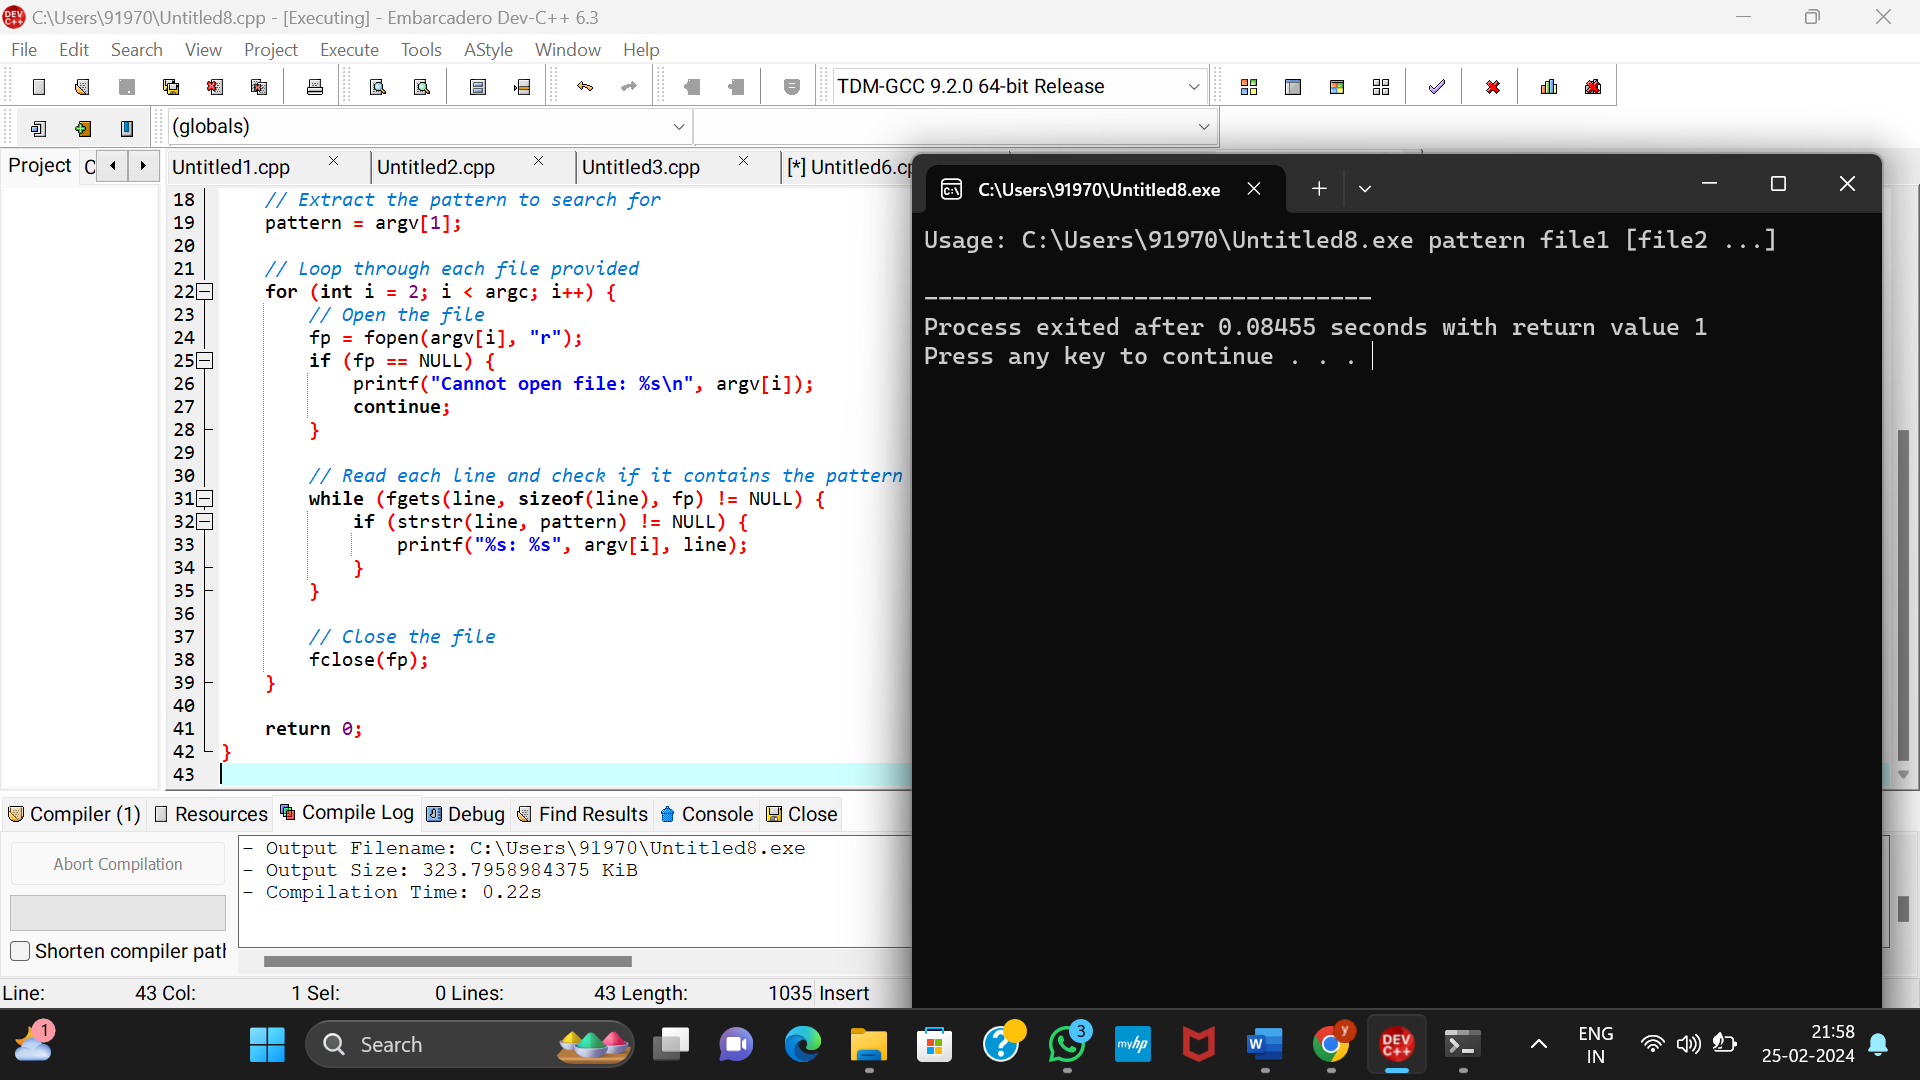 C:\Users\91970\Untitled8.cpp - [Executing] - Embarcadero Dev-C++ 6.3
File Edit Search View Project Execute Tools AStyle Window Help
TDM-GCC 9.2.0 64-bit Release
(globals)
Project C Untitled1.cpp Untitled2.cpp Untitled3.cpp [*] Untitled6.cp
18 // Extract the pattern to search for
19 pattern = argv[1];
20
21 // Loop through each file provided
22 for (int i = 2; i < argc; i++) {
23 // Open the file
24 fp = fopen(argv[i], "r");
25 if (fp == NULL) {
26 printf("Cannot open file: %s\n", argv[i]);
27 continue;
28 }
29
30 // Read each line and check if it contains the pattern
31 while (fgets(line, sizeof(line), fp) != NULL) {
32 if (strstr(line, pattern) != NULL) {
33 printf("%s: %s", argv[i], line);
34 }
35 }
36
37 // Close the file
38 fclose(fp);
39 }
40
41 return 0;
42 }
43
C:\Users\91970\Untitled8.exe
Usage: C:\Users\91970\Untitled8.exe pattern file1 [file2 ...]
--------------------------------
Process exited after 0.08455 seconds with return value 1
Press any key to continue . . .
Compiler (1) Resources Compile Log Debug Find Results Console Close
Abort Compilation
Shorten compiler path
- Output Filename: C:\Users\91970\Untitled8.exe
- Output Size: 323.7958984375 KiB
- Compilation Time: 0.22s
Line: 43 Col: 1 Sel: 0 Lines: 43 Length: 1035 Insert
1
Search
3
myhp
W
y
DEV
C++
ENG
IN
21:58
25-02-2024